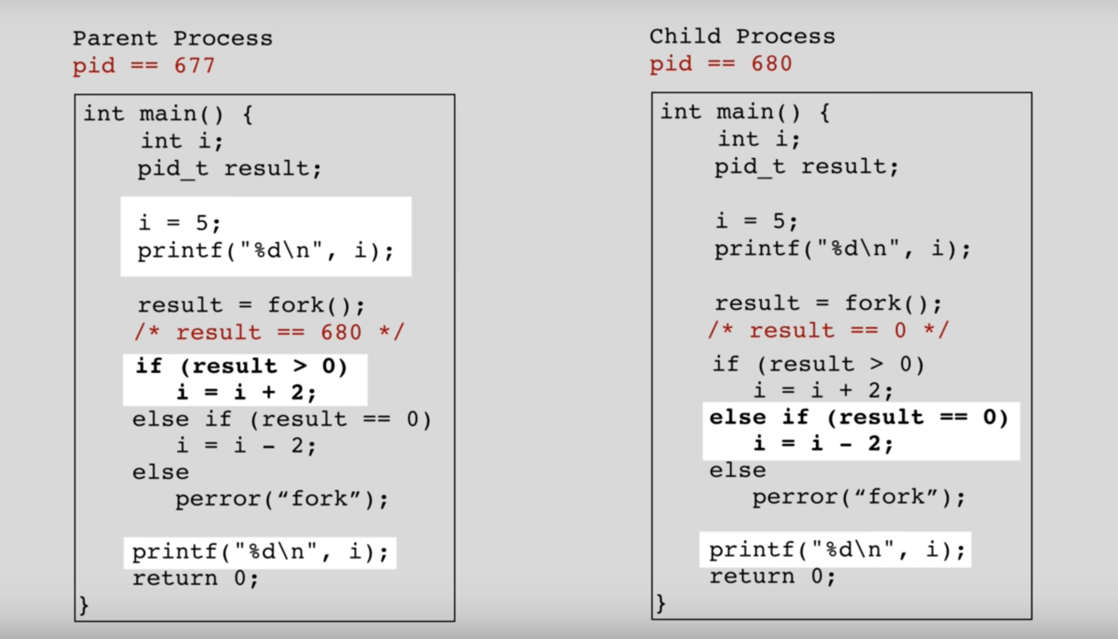 Parent Process
pid == 677
int main() {
int i;
pid_t result;
i = 5;
printf("%d\n", i);
result = fork();
/* result == 680 */
if (result > 0)
i = i + 2;
else if (result == 0)
i = i - 2;
else
perror(“fork”);
printf("%d\n", i);
return 0;
}
Child Process
pid == 680
int main() {
int i;
pid_t result;
i = 5;
printf("%d\n", i);
result = fork();
/* result == 0 */
if (result > 0)
i = i + 2;
else if (result == 0)
i = i - 2;
else
perror(“fork”);
printf("%d\n", i);
return 0;
}